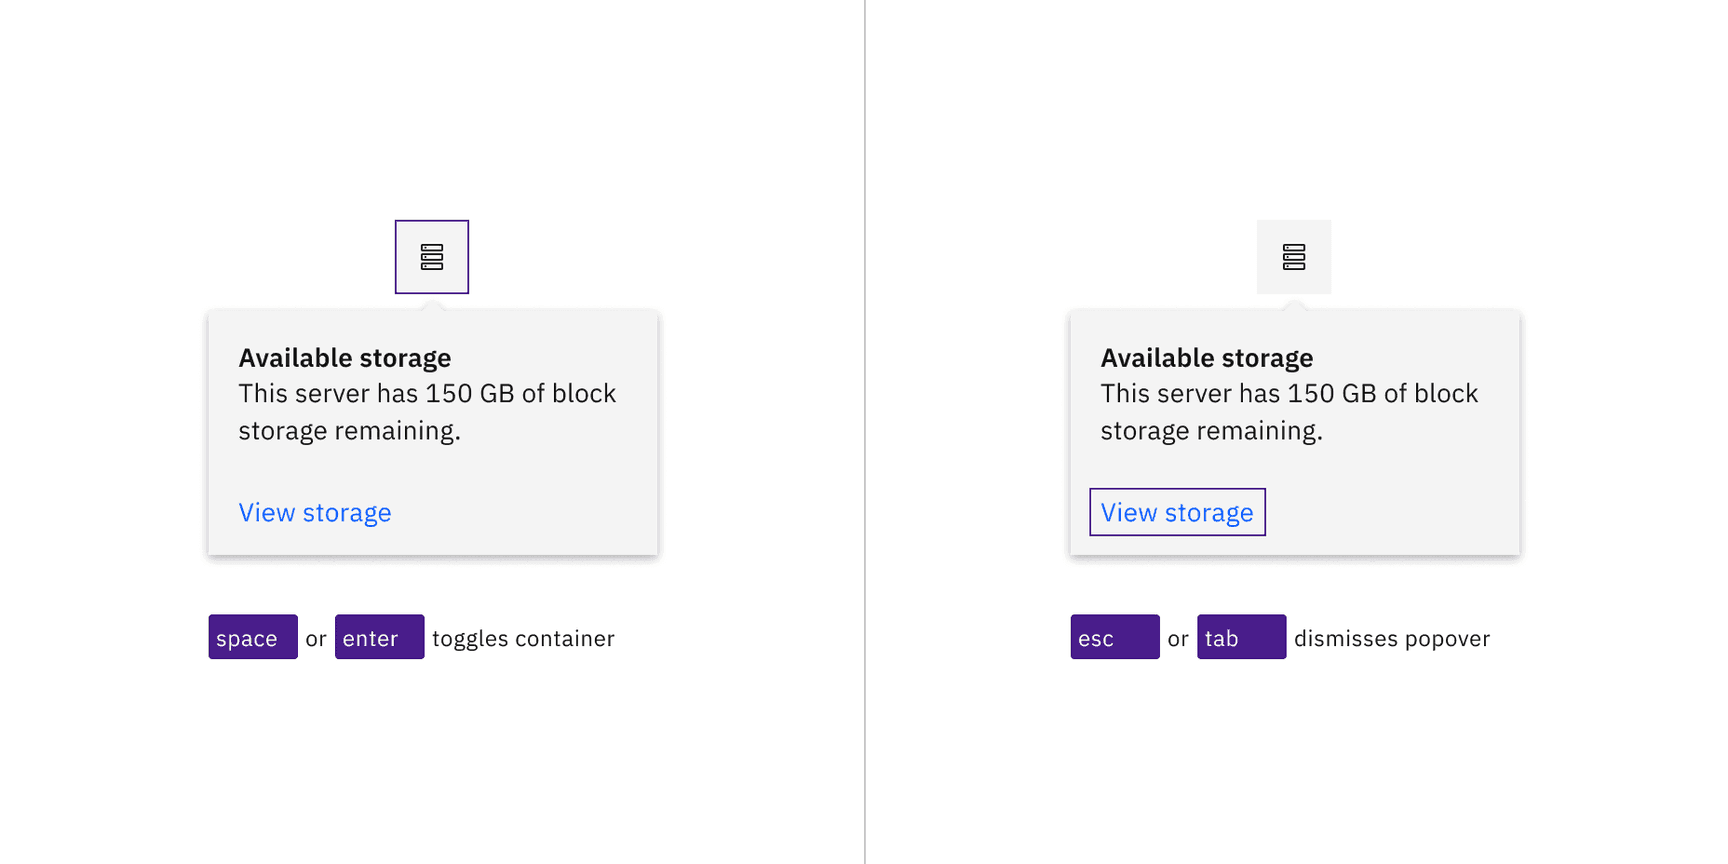 Available storage
This server has 150 GB of block
storage remaining.
View storage
space or enter toggles container
Available storage
This server has 150 GB of block
storage remaining.
View storage
esc or tab dismisses popover